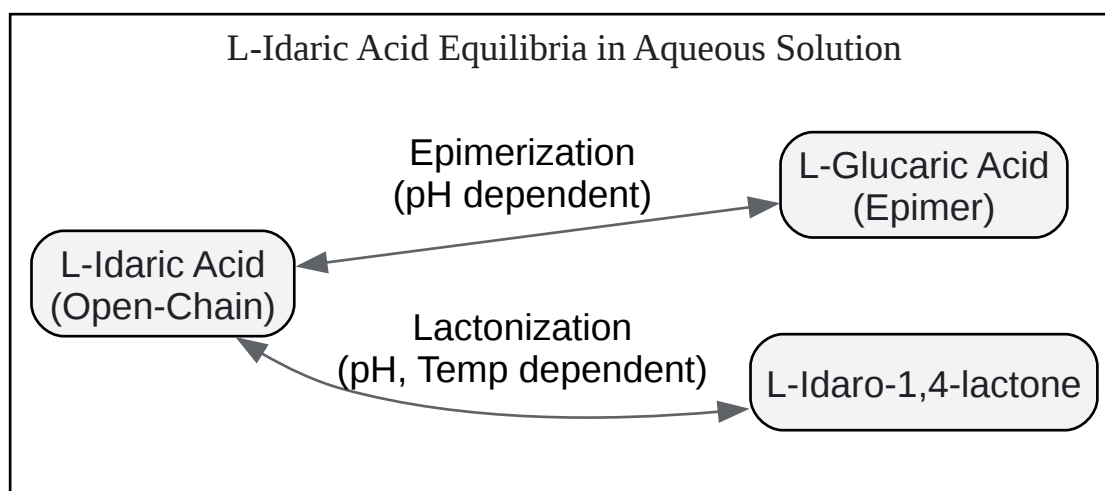 L-Idaric Acid Equilibria in Aqueous Solution
Epimerization
(pH dependent)
L-Glucaric Acid
(Epimer)
L-Idaric Acid
(Open-Chain)
Lactonization
(pH, Temp dependent)
L-Idaro-1,4-lactone